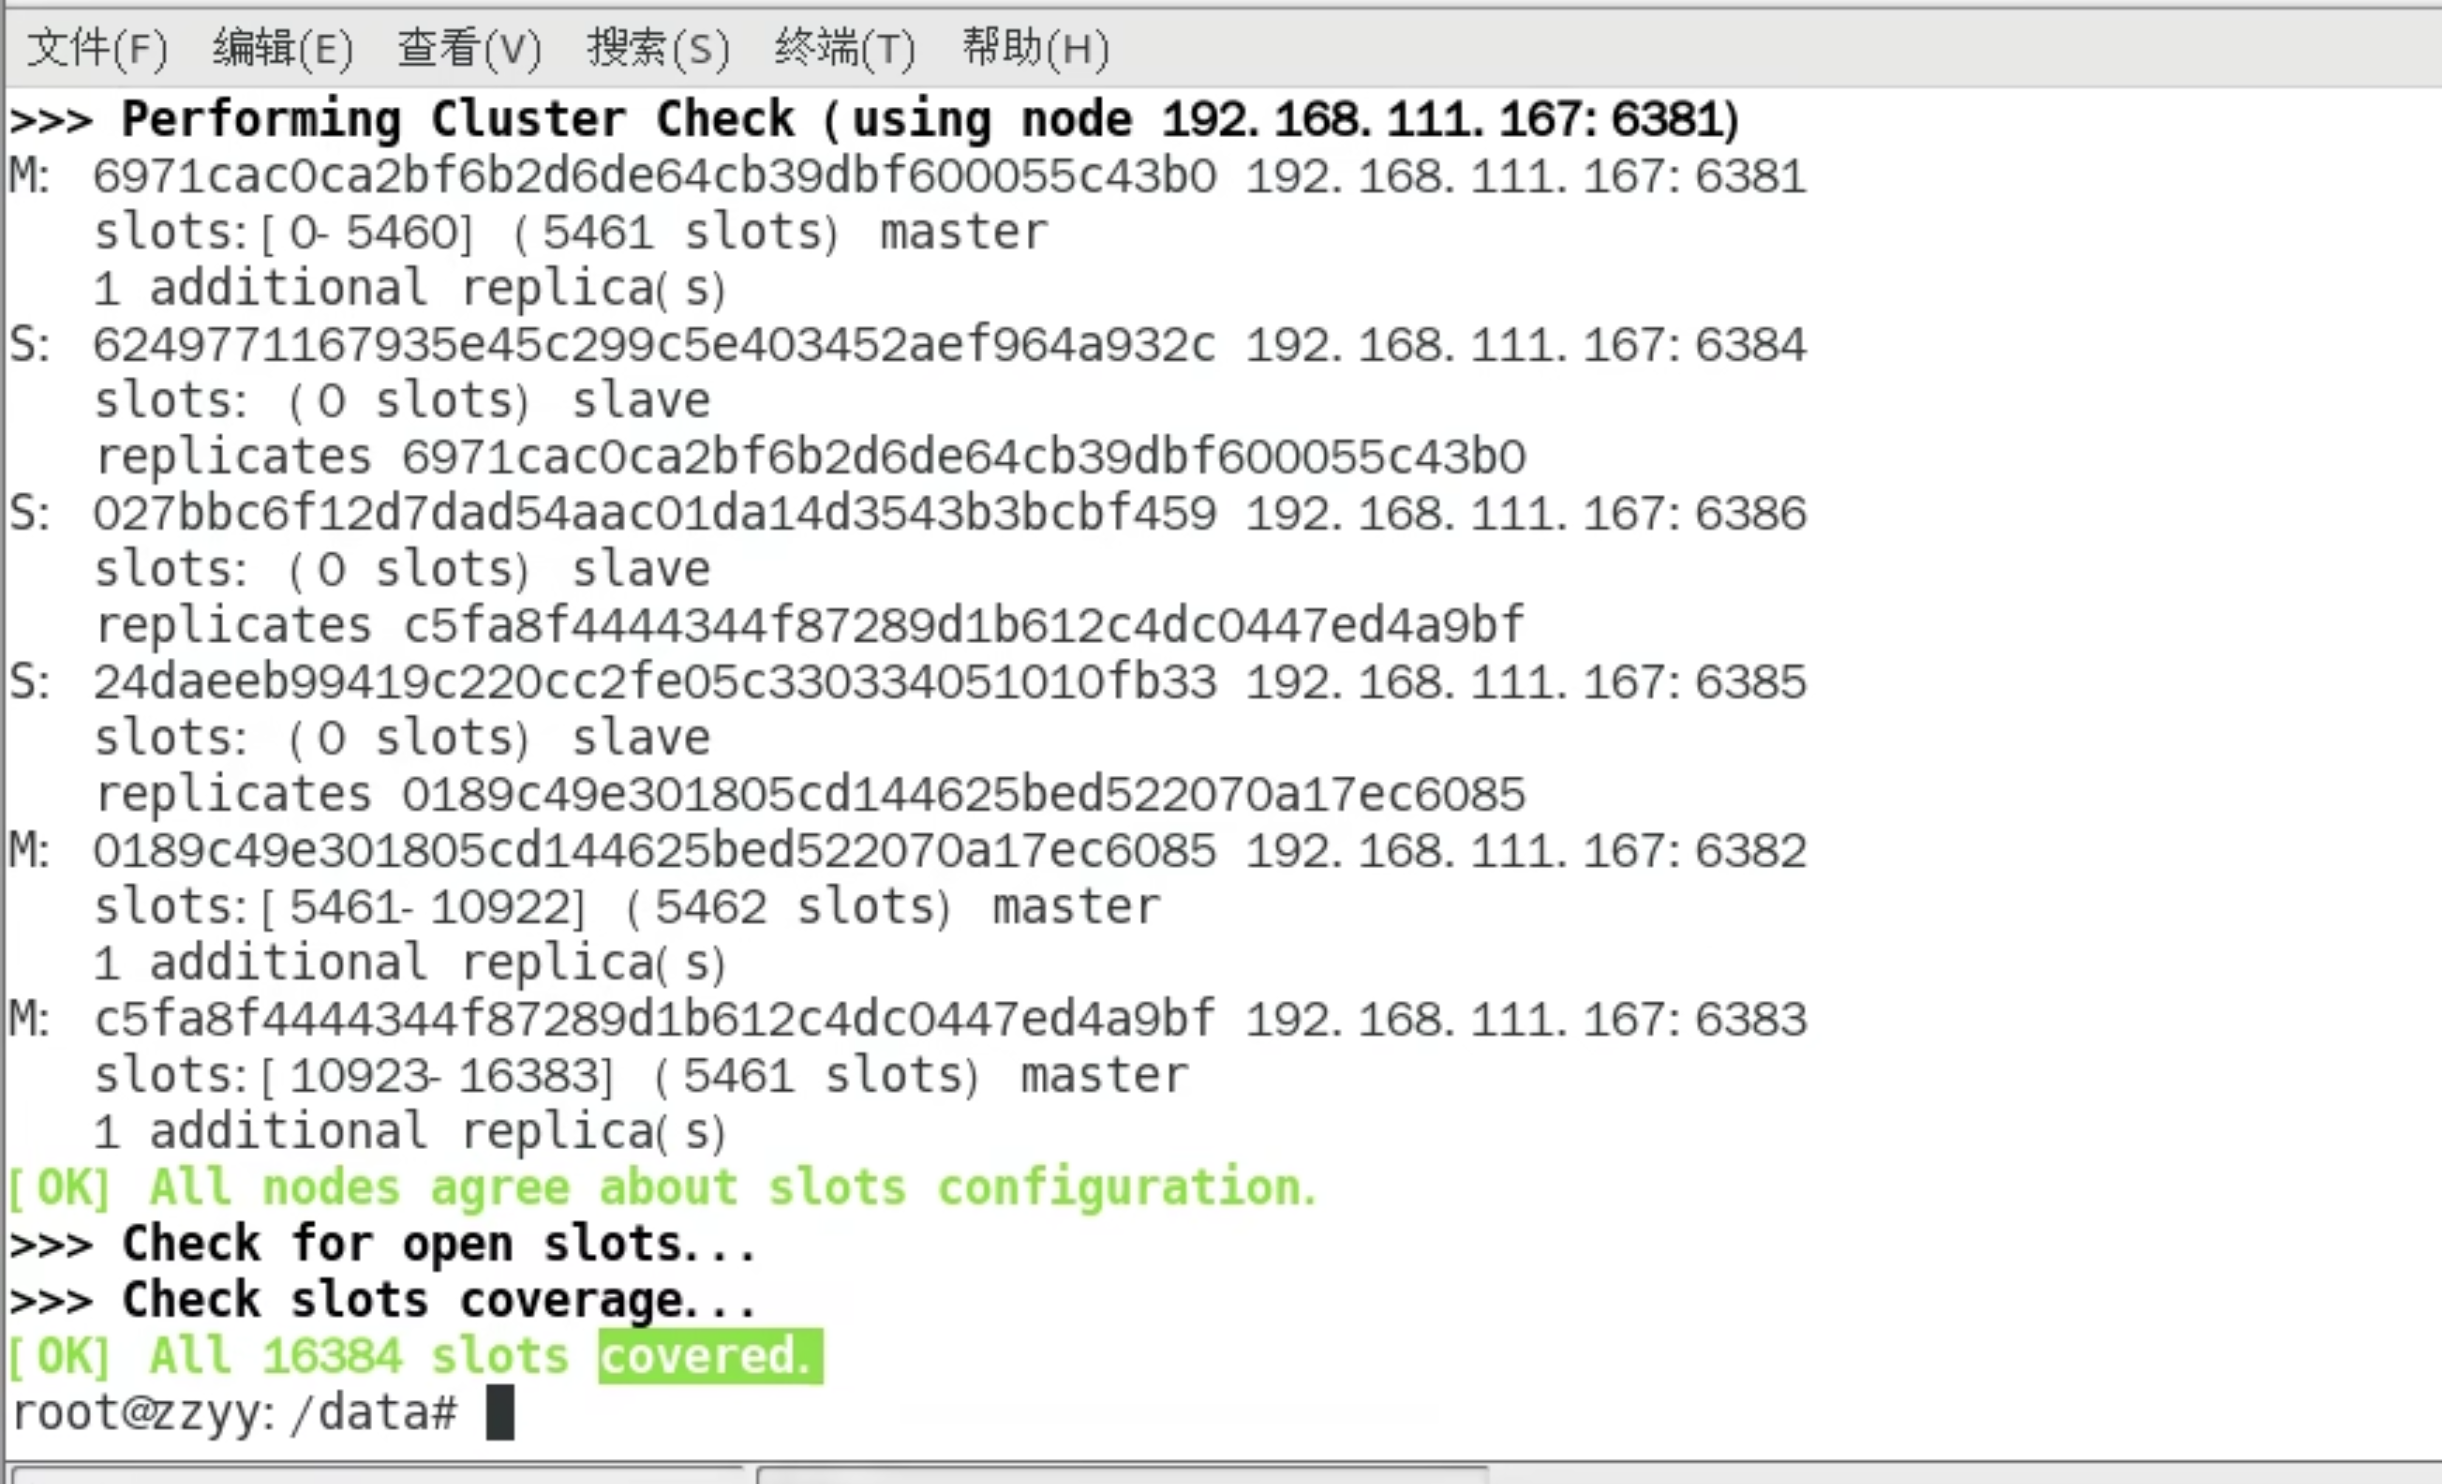 文件(F) 编辑(E) 查看(V) 搜索(S) 终端(T) 帮助(H)
>>> Performing Cluster Check (using node 192.168.111.167:6381)
M: 6971cac0ca2bf6b2d6de64cb39dbf600055c43b0 192.168.111.167:6381
slots:[0-5460] (5461 slots) master
1 additional replica(s)
S: 6249771167935e45c299c5e403452aef964a932c 192.168.111.167:6384
slots: (0 slots) slave
replicates 6971cac0ca2bf6b2d6de64cb39dbf600055c43b0
S: 027bbc6f12d7dad54aac01da14d3543b3bcbf459 192.168.111.167:6386
slots: (0 slots) slave
replicates c5fa8f4444344f87289d1b612c4dc0447ed4a9bf
S: 24daeeb99419c220cc2fe05c330334051010fb33 192.168.111.167:6385
slots: (0 slots) slave
replicates 0189c49e301805cd144625bed522070a17ec6085
M: 0189c49e301805cd144625bed522070a17ec6085 192.168.111.167:6382
slots:[5461-10922] (5462 slots) master
1 additional replica(s)
M: c5fa8f4444344f87289d1b612c4dc0447ed4a9bf 192.168.111.167:6383
slots:[10923-16383] (5461 slots) master
1 additional replica(s)
[OK] All nodes agree about slots configuration.
>>> Check for open slots...
>>> Check slots coverage...
[OK] All 16384 slots covered.
root@zzyy:/data#